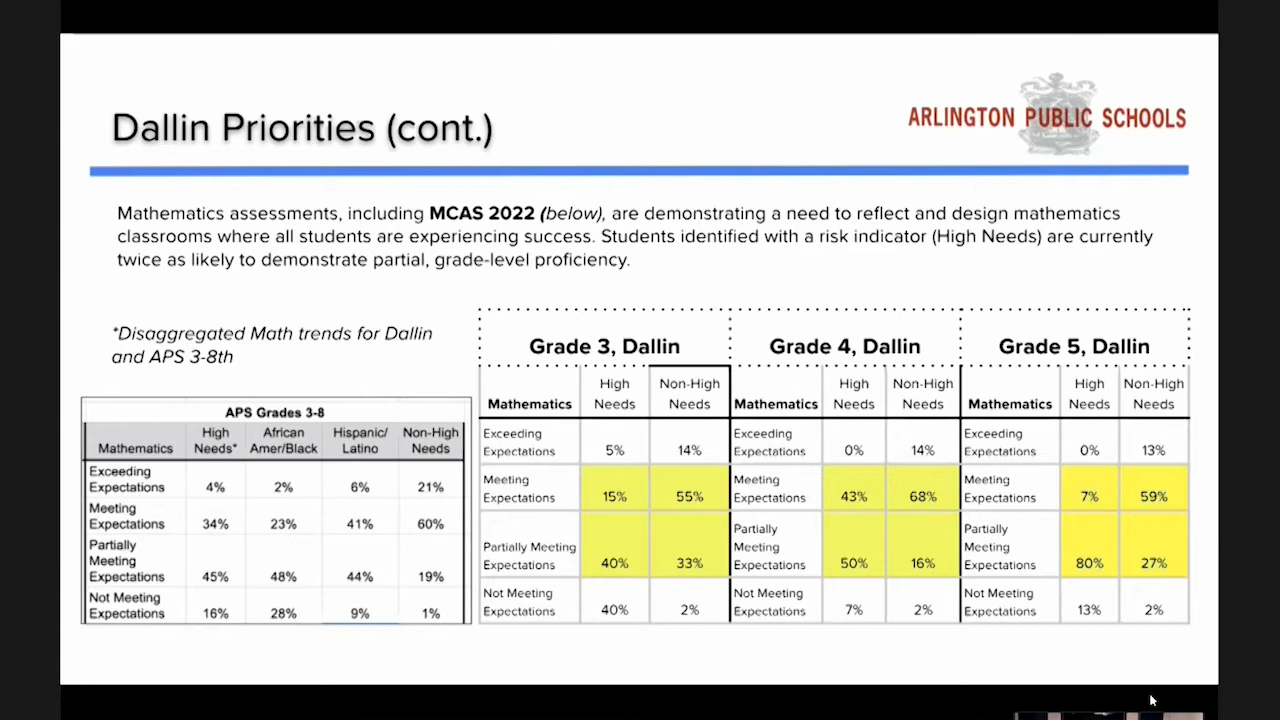 Dallin Priorities (cont.)
ARLINGTON PUBLIC SCHOOLS
Mathematics assessments, including MCAS 2022 (below), are demonstrating a need to reflect and design mathematics
classrooms where all students are experiencing success. Students identified with a risk indicator (High Needs) are currently
twice as likely to demonstrate partial, grade-level proficiency.
*Disaggregated Math trends for Dallin
and APS 3-8th
APS Grades 3-8
Mathematics High Needs* African Amer/Black Hispanic/ Latino Non-High Needs
Exceeding Expectations 4% 2% 6% 21%
Meeting Expectations 34% 23% 41% 60%
Partially Meeting Expectations 45% 48% 44% 19%
Not Meeting Expectations 16% 28% 9% 1%
Grade 3, Dallin
Mathematics High Needs Non-High Needs
Exceeding Expectations 5% 14%
Meeting Expectations 15% 55%
Partially Meeting Expectations 40% 33%
Not Meeting Expectations 40% 2%
Grade 4, Dallin
Mathematics High Needs Non-High Needs
Exceeding Expectations 0% 14%
Meeting Expectations 43% 68%
Partially Meeting Expectations 50% 16%
Not Meeting Expectations 7% 2%
Grade 5, Dallin
Mathematics High Needs Non-High Needs
Exceeding Expectations 0% 13%
Meeting Expectations 7% 59%
Partially Meeting Expectations 80% 27%
Not Meeting Expectations 13% 2%